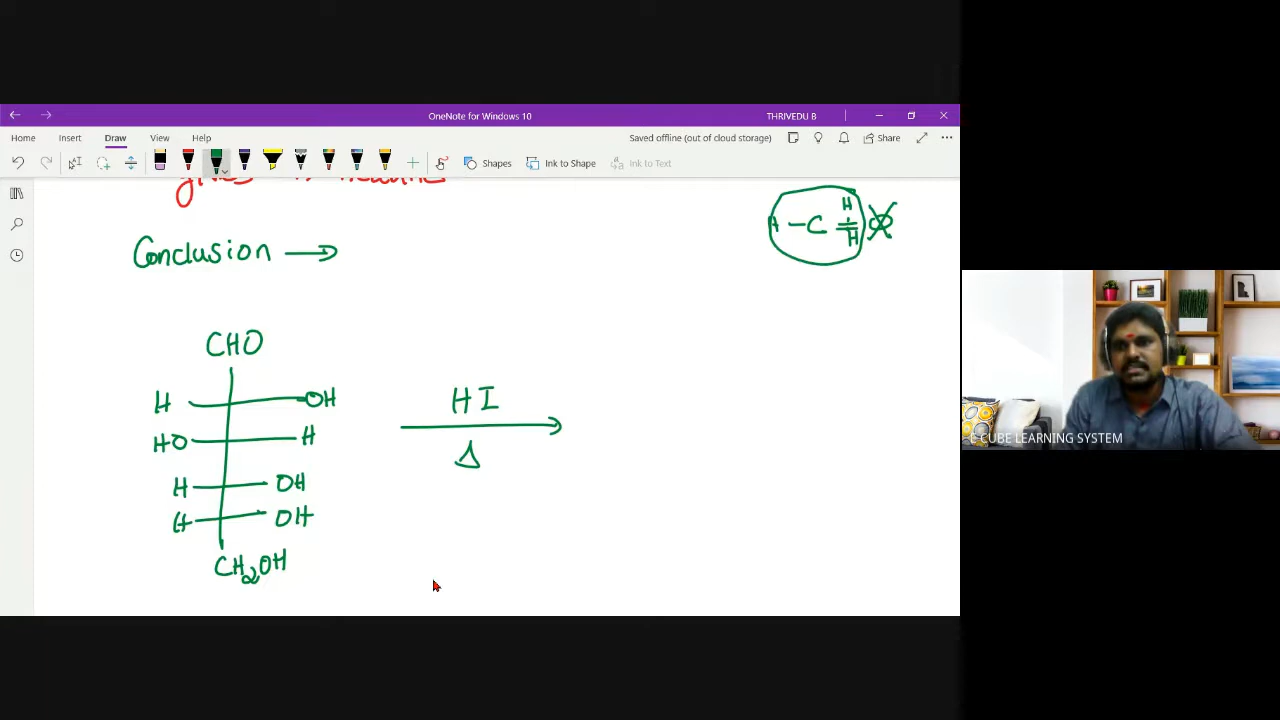 OneNote for Windows 10
THRIVEDU B
Home Insert Draw View Help
Saved offline (out of cloud storage)
Share
Shapes
Ink to Shape
Ink to Text
Conclusion →
H
H – C = O
H
CHO
H OH
HO H
H OH
H OH
CH2OH
HI
Δ
C CUBE LEARNING SYSTEM